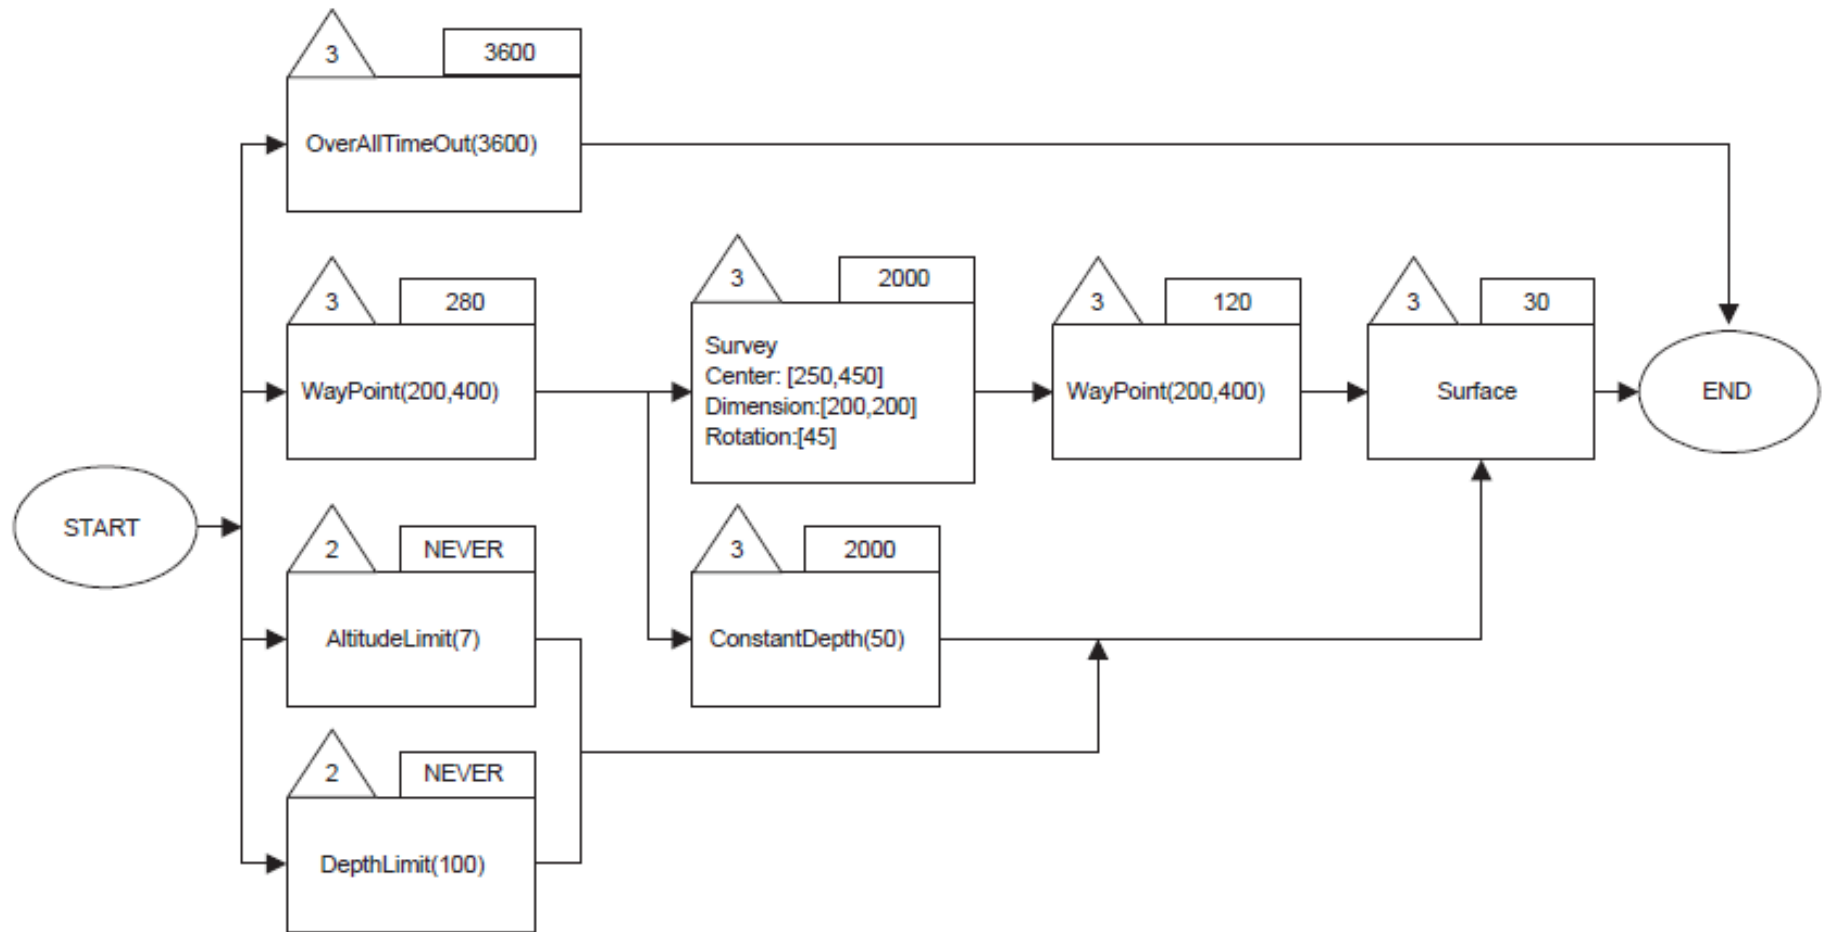 3
3600
OverAllTimeOut(3600)
3
280
WayPoint(200,400)
3
2000
Survey
Center: [250,450]
Dimension:[200,200]
Rotation:[45]
3
120
WayPoint(200,400)
3
30
Surface
END
START
2
NEVER
AltitudeLimit(7)
3
2000
ConstantDepth(50)
2
NEVER
DepthLimit(100)